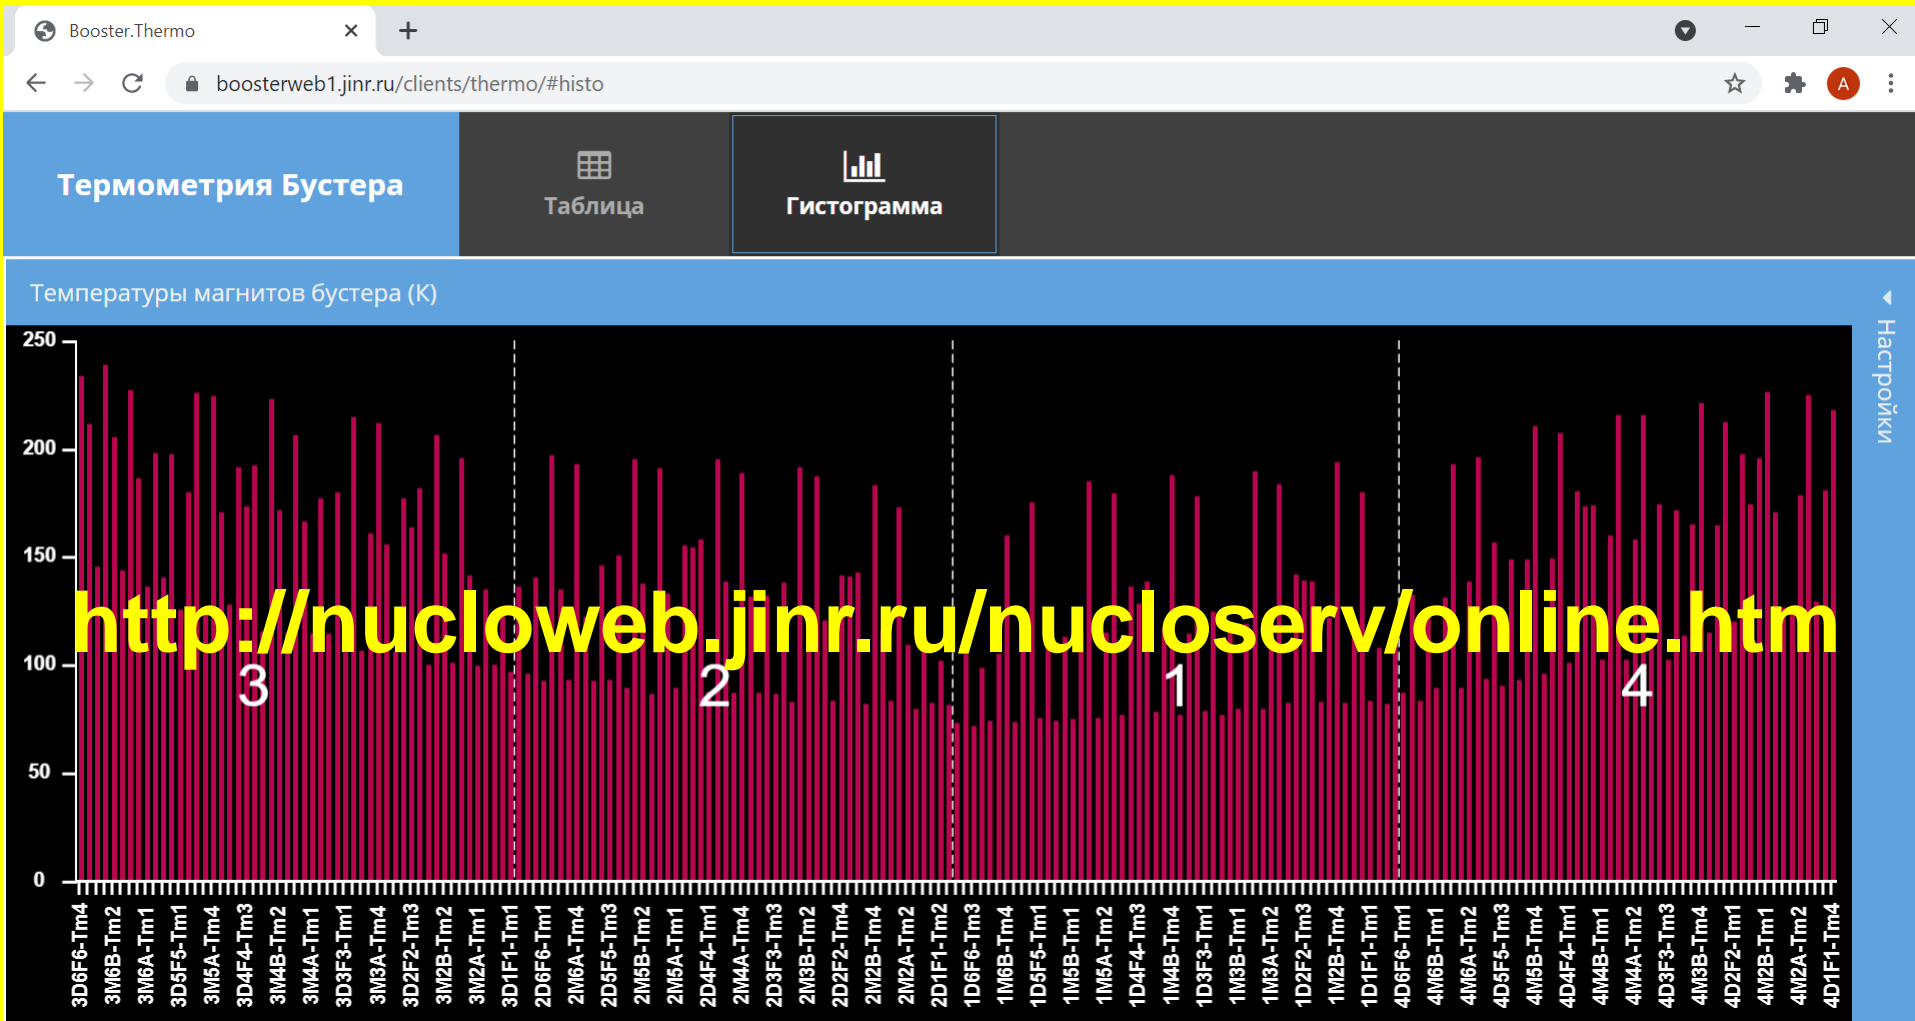 Booster.Thermo
boosterweb1.jinr.ru/clients/thermo/#histo
A
Термометрия Бустера
Таблица
Гистограмма
Температуры магнитов бустера (K)
Настройки
250
200
150
100
50
0
http://nucloweb.jinr.ru/nucloserv/online.htm
3
2
1
4
3D6F6-Tm4
3M6B-Tm2
3M6A-Tm1
3D5F5-Tm1
3M5A-Tm4
3D4F4-Tm3
3M4B-Tm2
3M4A-Tm1
3D3F3-Tm1
3M3A-Tm4
3D2F2-Tm3
3M2B-Tm2
3M2A-Tm1
3D1F1-Tm1
2D6F6-Tm1
2M6A-Tm4
2D5F5-Tm3
2M5B-Tm2
2M5A-Tm1
2D4F4-Tm1
2M4A-Tm4
2D3F3-Tm3
2M3B-Tm2
2D2F2-Tm4
2M2B-Tm4
2M2A-Tm2
2D1F1-Tm2
1D6F6-Tm3
1M6B-Tm4
1D5F5-Tm1
1M5B-Tm1
1M5A-Tm2
1D4F4-Tm3
1M4B-Tm4
1D3F3-Tm1
1M3B-Tm1
1M3A-Tm2
1D2F2-Tm3
1M2B-Tm4
1D1F1-Tm1
4D6F6-Tm1
4M6B-Tm1
4M6A-Tm2
4D5F5-Tm3
4M5B-Tm4
4D4F4-Tm1
4M4B-Tm1
4M4A-Tm2
4D3F3-Tm3
4M3B-Tm4
4D2F2-Tm1
4M2B-Tm1
4M2A-Tm2
4D1F1-Tm4